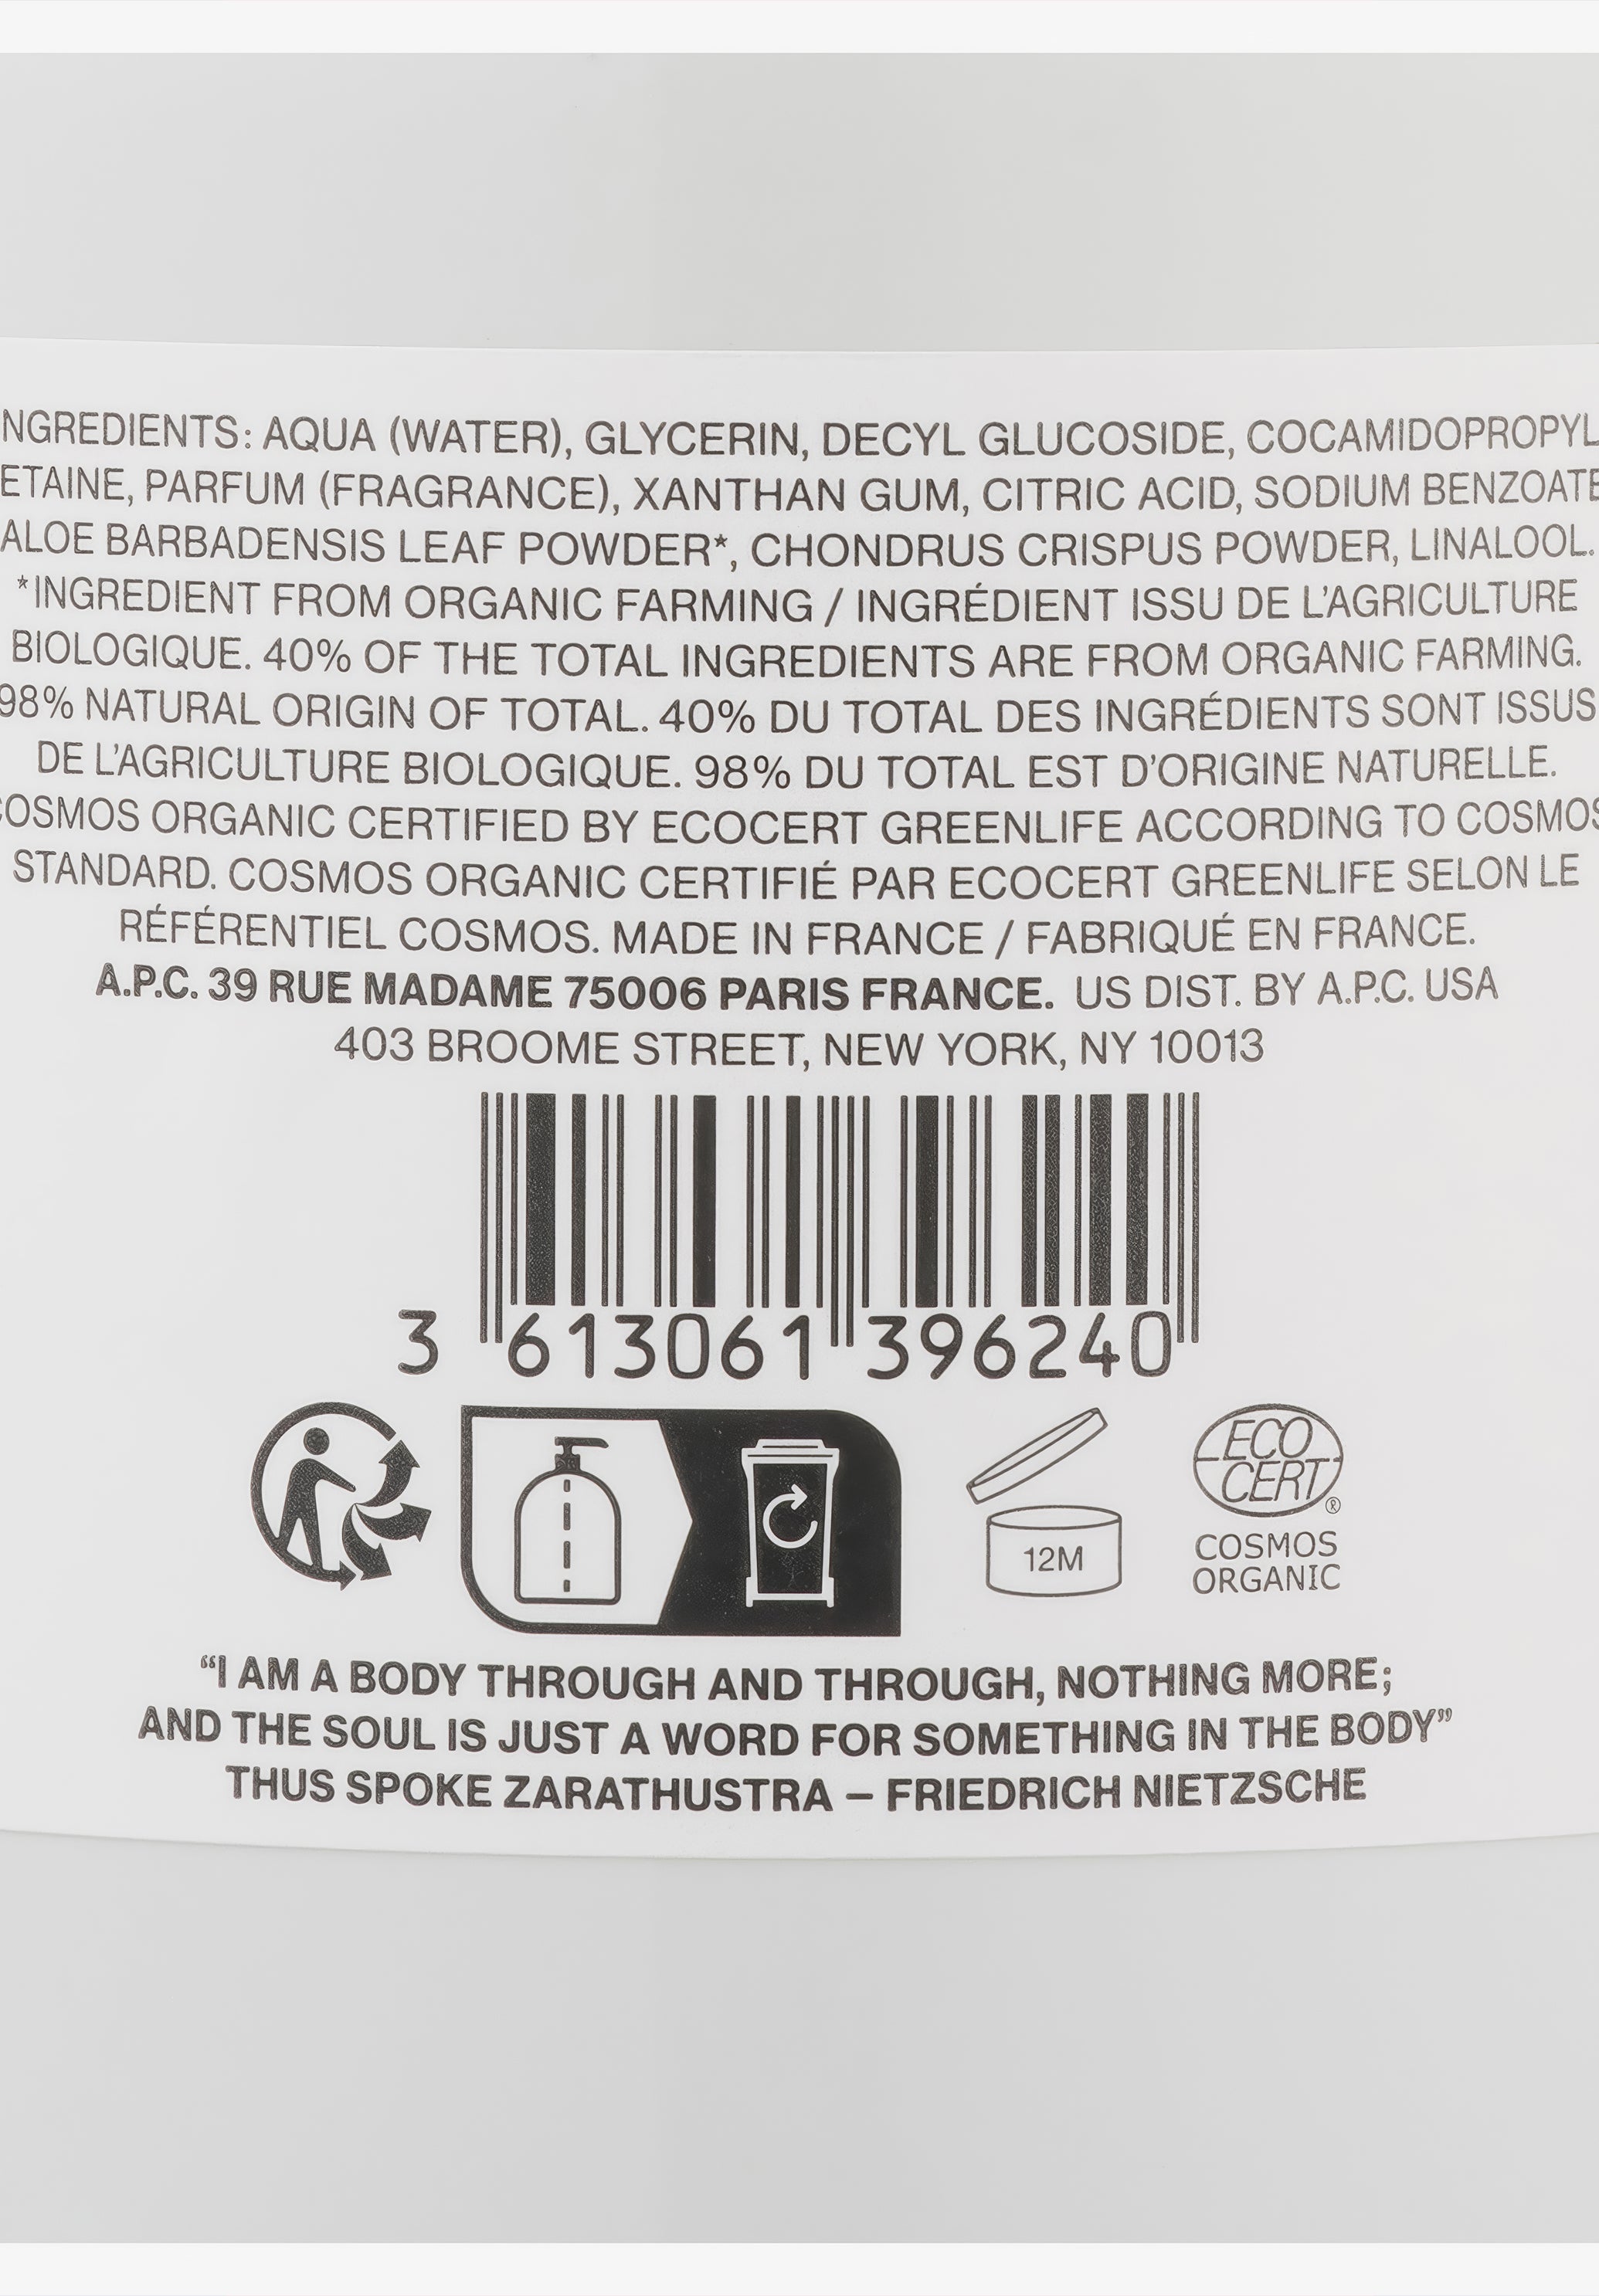 NGREDIENTS: AQUA (WATER), GLYCERIN, DECYL GLUCOSIDE, COCAMIDOPROPYL
ETAINE, PARFUM (FRAGRANCE), XANTHAN GUM, CITRIC ACID, SODIUM BENZOATE
ALOE BARBADENSIS LEAF POWDER*, CHONDRUS CRISPUS POWDER, LINALOOL.
*INGREDIENT FROM ORGANIC FARMING / INGRÉDIENT ISSU DE L’AGRICULTURE
BIOLOGIQUE. 40% OF THE TOTAL INGREDIENTS ARE FROM ORGANIC FARMING.
98% NATURAL ORIGIN OF TOTAL. 40% DU TOTAL DES INGRÉDIENTS SONT ISSUS
DE L’AGRICULTURE BIOLOGIQUE. 98% DU TOTAL EST D’ORIGINE NATURELLE.
COSMOS ORGANIC CERTIFIED BY ECOCERT GREENLIFE ACCORDING TO COSMOS
STANDARD. COSMOS ORGANIC CERTIFIÉ PAR ECOCERT GREENLIFE SELON LE
RÉFÉRENTIEL COSMOS. MADE IN FRANCE / FABRIQUÉ EN FRANCE.
A.P.C. 39 RUE MADAME 75006 PARIS FRANCE. US DIST. BY A.P.C. USA
403 BROOME STREET, NEW YORK, NY 10013
3 613061 396240
12M
ECO
CERT®
COSMOS
ORGANIC
“I AM A BODY THROUGH AND THROUGH, NOTHING MORE;
AND THE SOUL IS JUST A WORD FOR SOMETHING IN THE BODY”
THUS SPOKE ZARATHUSTRA – FRIEDRICH NIETZSCHE